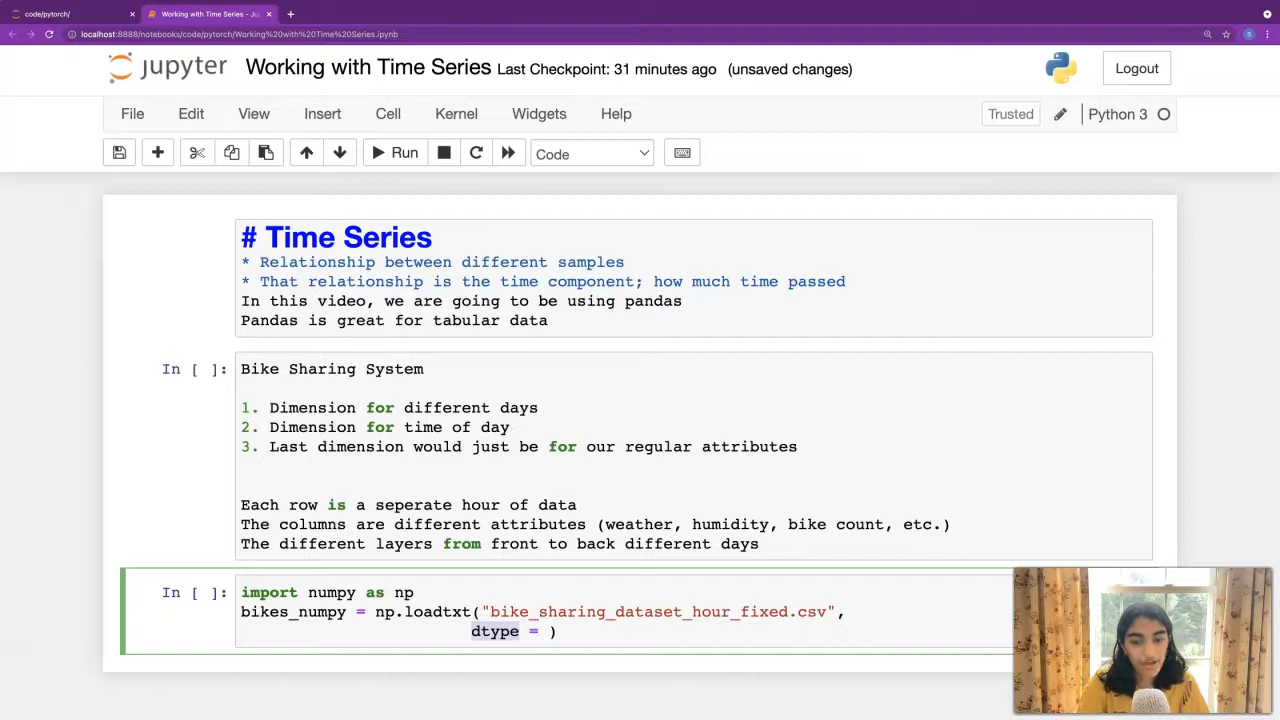 code/pytorch/
Working with Time Series - Ju
localhost:8888/notebooks/code/pytorch/Working%20with%20Time%20Series.ipynb
S
jupyter Working with Time Series Last Checkpoint: 31 minutes ago (unsaved changes)
Logout
File Edit View Insert Cell Kernel Widgets Help
Trusted
Python 3
Run
Code
# Time Series
* Relationship between different samples
* That relationship is the time component; how much time passed
In this video, we are going to be using pandas
Pandas is great for tabular data
In [ ]: Bike Sharing System
1. Dimension for different days
2. Dimension for time of day
3. Last dimension would just be for our regular attributes
Each row is a seperate hour of data
The columns are different attributes (weather, humidity, bike count, etc.)
The different layers from front to back different days
In [ ]: import numpy as np
bikes_numpy = np.loadtxt("bike_sharing_dataset_hour_fixed.csv",
dtype = )